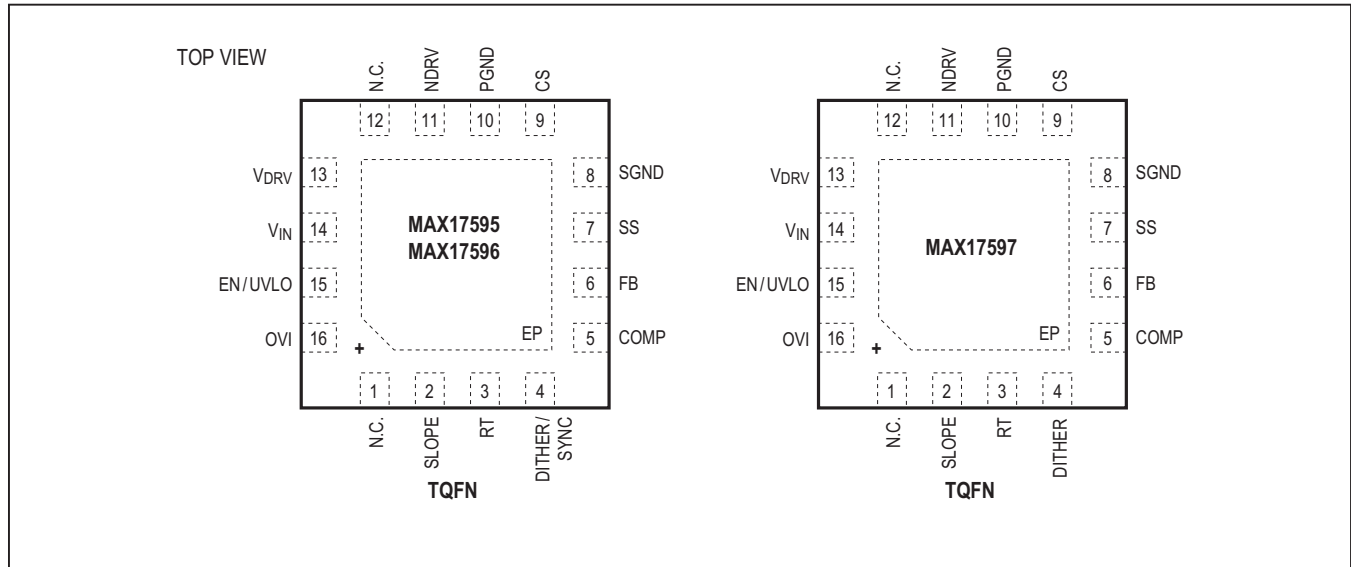 TOP VIEW
N.C.
NDRV
PGND
CS
12
11
10
9
VDRV
13
VIN
14
EN/UVLO
15
OVI
16
MAX17595
MAX17596
EP
+
8
SGND
7
SS
6
FB
5
COMP
1
2
3
4
N.C.
SLOPE
RT
DITHER/
SYNC
TQFN
N.C.
NDRV
PGND
CS
12
11
10
9
VDRV
13
VIN
14
EN/UVLO
15
OVI
16
MAX17597
EP
+
8
SGND
7
SS
6
FB
5
COMP
1
2
3
4
N.C.
SLOPE
RT
DITHER
TQFN